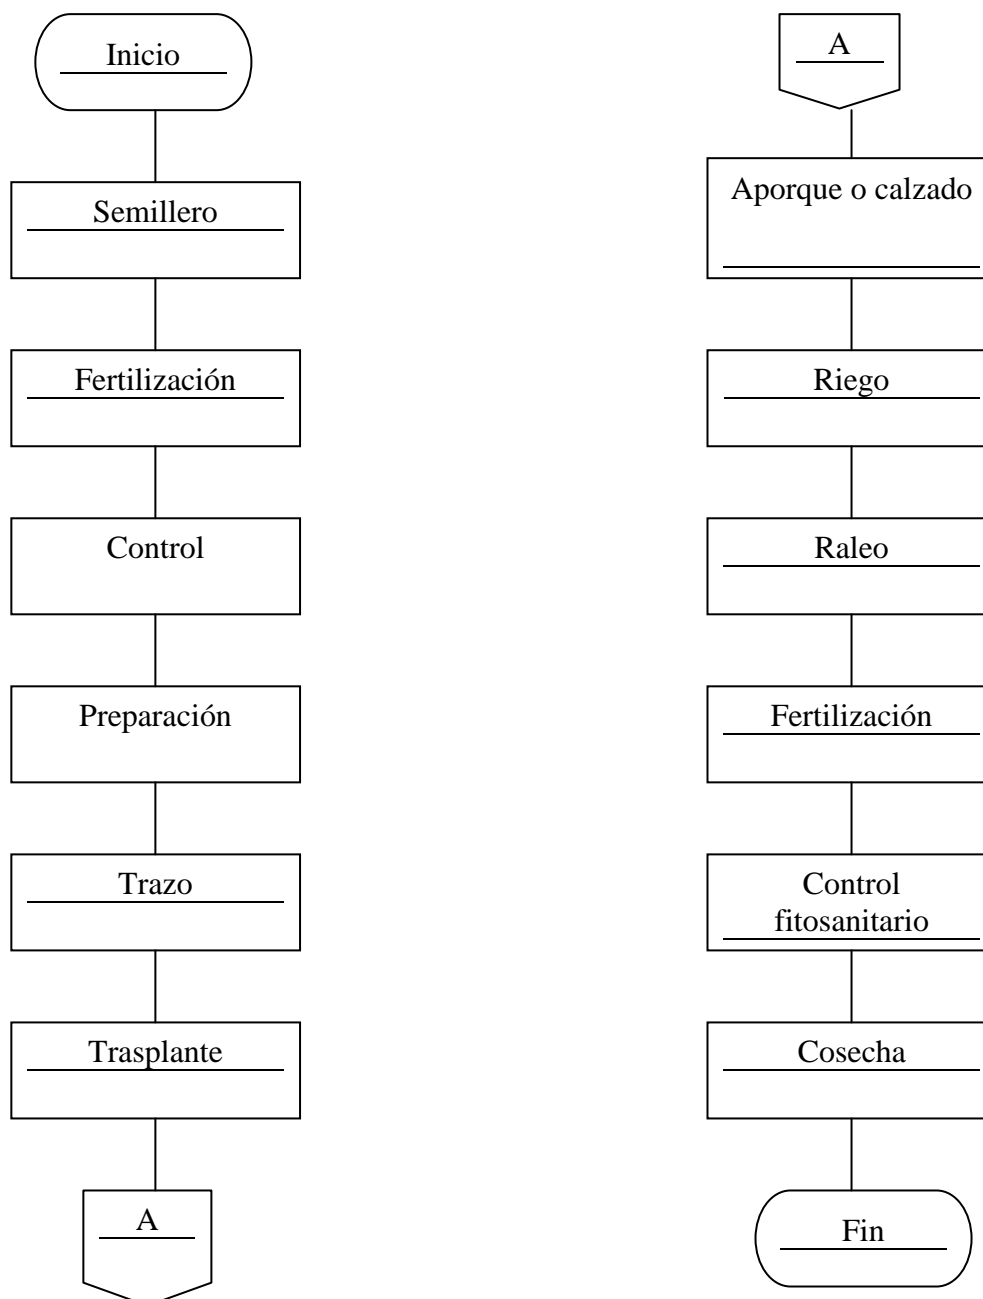 Inicio
Semillero
Fertilización
Control
Preparación
Trazo
Trasplante
A
A
Aporque o calzado
Riego
Raleo
Fertilización
Control
fitosanitario
Cosecha
Fin